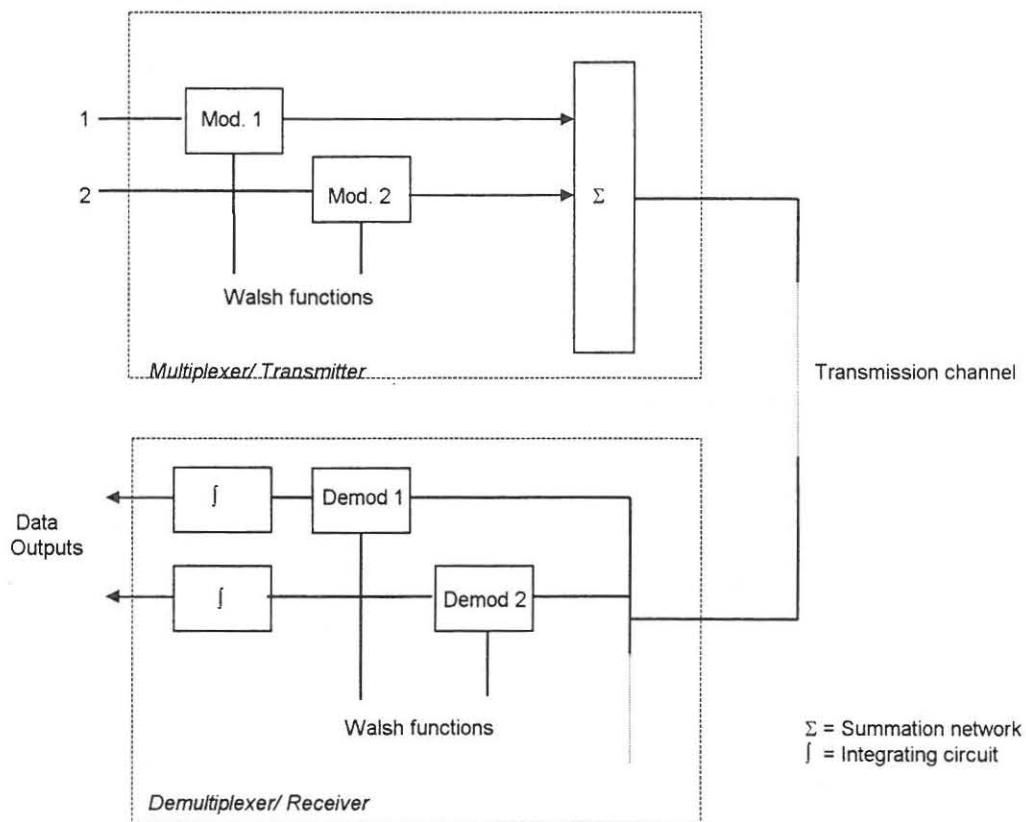 1
Mod. 1
2
Mod. 2
Σ
Walsh functions
Multiplexer/ Transmitter
Transmission channel
∫
Demod 1
Data
Outputs
∫
Demod 2
Walsh functions
Σ = Summation network
∫ = Integrating circuit
Demultiplexer/ Receiver